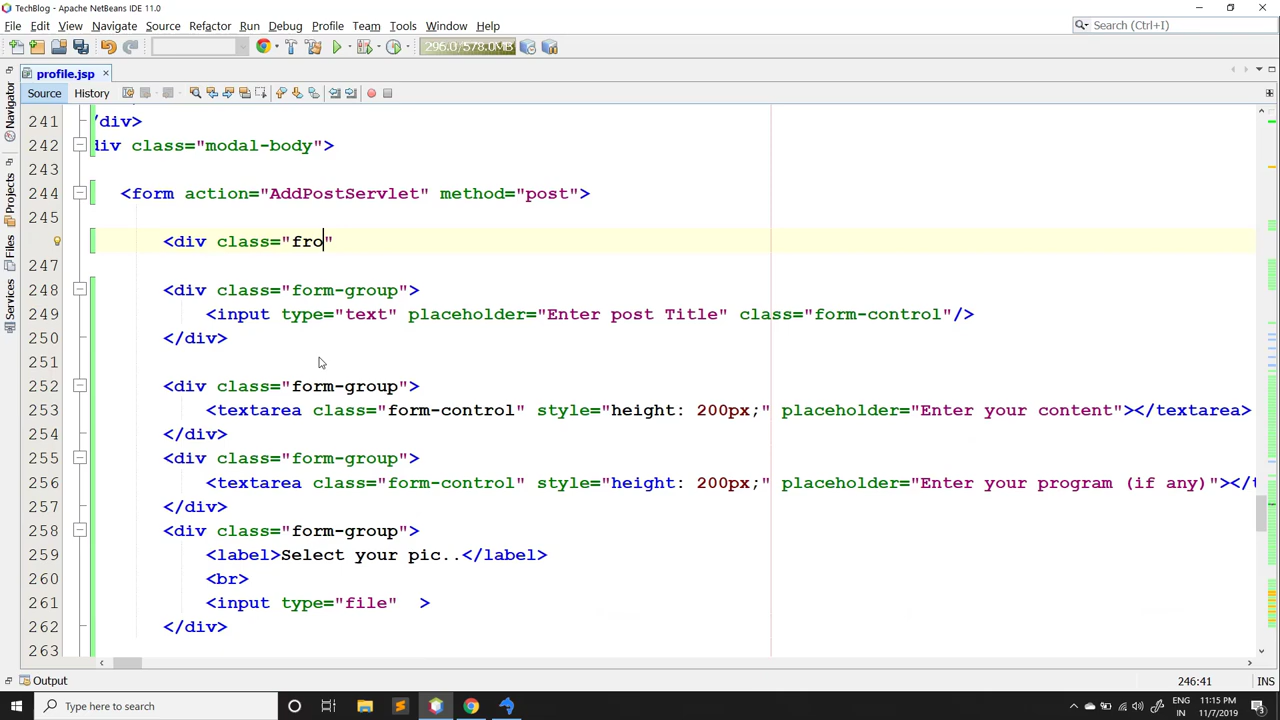 TechBlog - Apache NetBeans IDE 11.0
File Edit View Navigate Source Refactor Run Debug Profile Team Tools Window Help
Search (Ctrl+I)
296.0/578.0MB
profile.jsp
Source History
Navigator
Projects
Files
Services
241 /div>
242 div class="modal-body">
243
244 <form action="AddPostServlet" method="post">
245
<div class="fro"
247
248 <div class="form-group">
249 <input type="text" placeholder="Enter post Title" class="form-control"/>
250 </div>
251
252 <div class="form-group">
253 <textarea class="form-control" style="height: 200px;" placeholder="Enter your content"></textarea>
254 </div>
255 <div class="form-group">
256 <textarea class="form-control" style="height: 200px;" placeholder="Enter your program (if any)"></t
257 </div>
258 <div class="form-group">
259 <label>Select your pic..</label>
260 <br>
261 <input type="file" >
262 </div>
263
Output
246:41 INS
Type here to search
ENG
IN
11:15 PM
11/7/2019
3